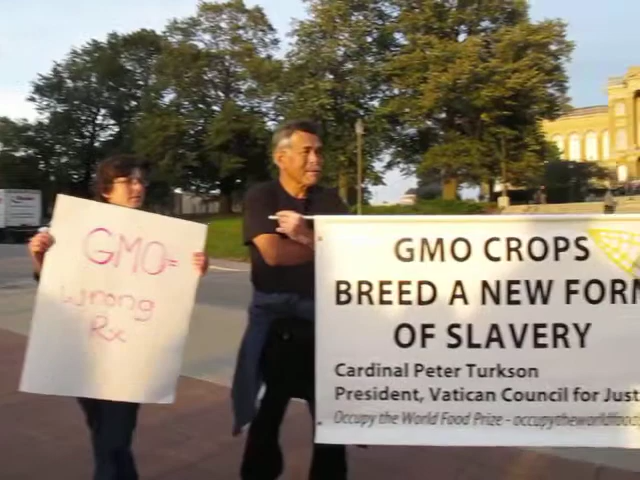 GMO=
Wrong
Rx
GMO CROPS
BREED A NEW FORM
OF SLAVERY
Cardinal Peter Turkson
President, Vatican Council for Just
Occupy the World Food Prize -